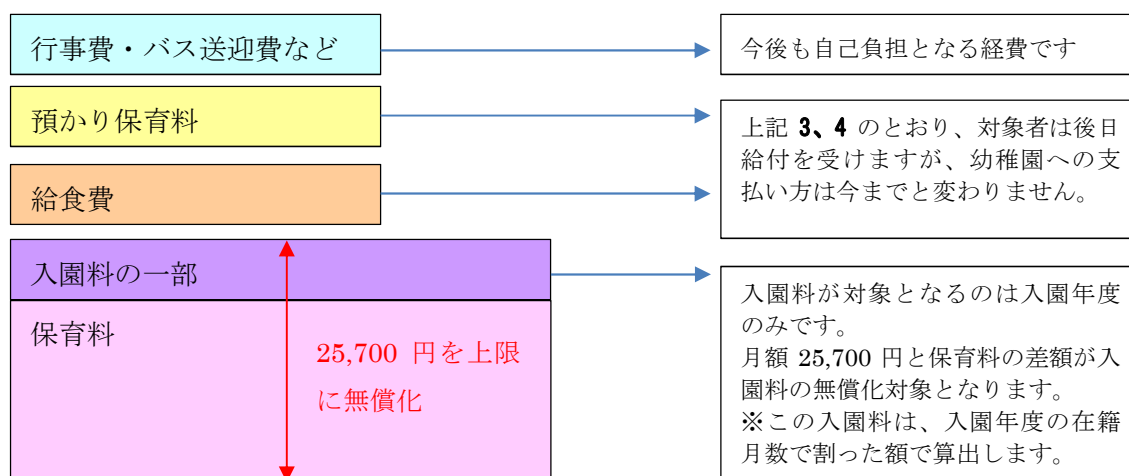 行事費・バス送迎費など
今後も自己負担となる経費です
預かり保育料
上記 3、4 のとおり、対象者は後日
給付を受けますが、幼稚園への支
払い方は今までと変わりません。
給食費
入園料の一部
保育料
25,700 円を上限
に無償化
入園料が対象となるのは入園年度
のみです。
月額 25,700 円と保育料の差額が入
園料の無償化対象となります。
※この入園料は、入園年度の在籍
月数で割った額で算出します。